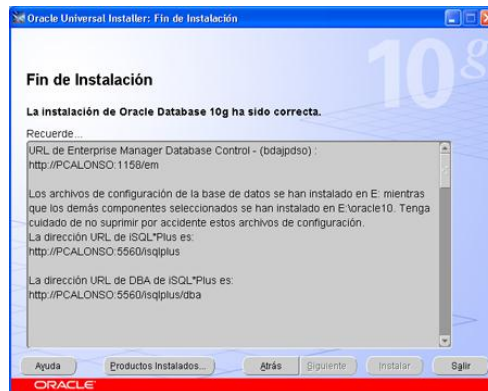 Oracle Universal Installer: Fin de Instalación
10g
Fin de Instalación
La instalación de Oracle Database 10g ha sido correcta.
Recuerde...
URL de Enterprise Manager Database Control - (bdajpdso) :
http://PCALONSO:1158/em
Los archivos de configuración de la base de datos se han instalado en E: mientras
que los demás componentes seleccionados se han instalado en E:\oracle10. Tenga
cuidado de no suprimir por accidente estos archivos de configuración.
La dirección URL de iSQL*Plus es:
http://PCALONSO:5560/isqlplus
La dirección URL de DBA de iSQL*Plus es:
http://PCALONSO:5560/isqlplus/dba
Ayuda Productos Instalados... Atrás Siguiente Instalar Salir
ORACLE